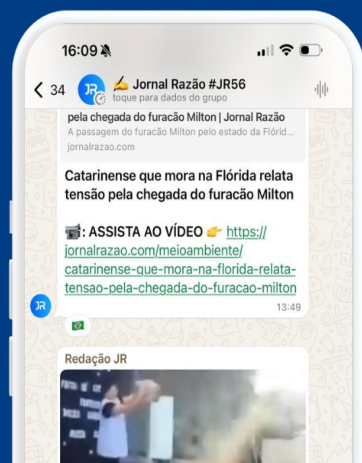 16:09
34
JR
✍️ Jornal Razão #JR56
toque para dados do grupo
pela chegada do furacão Milton | Jornal Razão
A passagem do furacão Milton pelo estado da Flórid...
jornalrazao.com
Catarinense que mora na Flórida relata
tensão pela chegada do furacão Milton
📹: ASSISTA AO VÍDEO 👉 https://
jornalrazao.com/meioambiente/
catarinense-que-mora-na-florida-relata-
tensao-pela-chegada-do-furacao-milton
13:49
JR
Redação JR